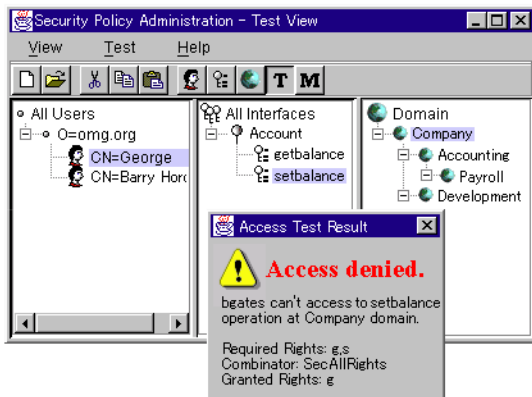 Security Policy Administration - Test View
View Test Help
T M
All Users
O=omg.org
CN=George
CN=Barry Horo
All Interfaces
Account
getbalance
setbalance
Domain
Company
Accounting
Payroll
Development
Access Test Result
Access denied.
bgates can't access to setbalance
operation at Company domain.
Required Rights: g,s
Combinator: SecAllRights
Granted Rights: g